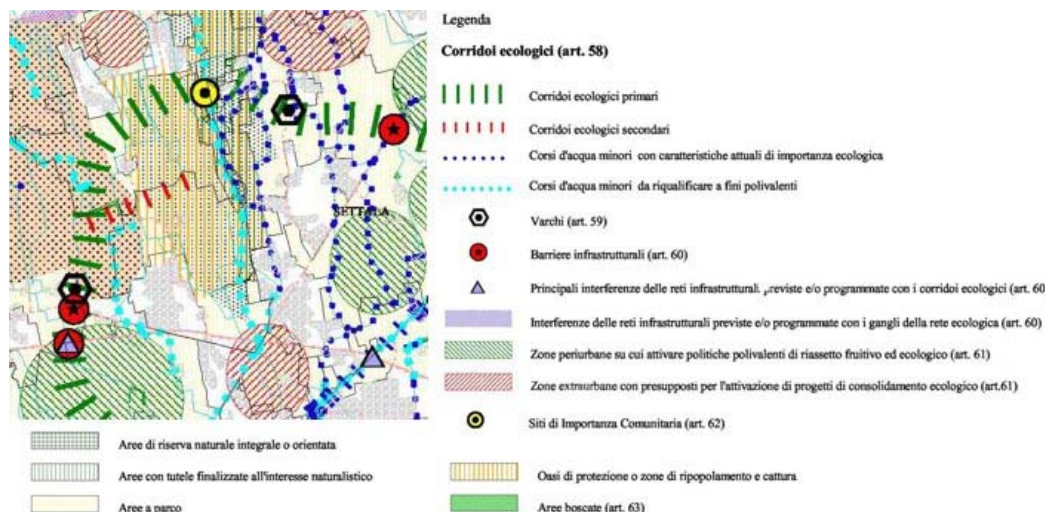 SETTALA
Legenda
Corridoi ecologici (art. 58)
Corridoi ecologici primari
Corridoi ecologici secondari
Corsi d'acqua minori con caratteristiche attuali di importanza ecologica
Corsi d'acqua minori da riqualificare a fini polivalenti
Varchi (art. 59)
Barriere infrastrutturali (art. 60)
Principali interferenze delle reti infrastrutturali previste e/o programmate con i corridoi ecologici (art. 60
Interferenze delle reti infrastrutturali previste e/o programmate con i gangli della rete ecologica (art. 60)
Zone periurbane su cui attivare politiche polivalenti di riassetto fruitivo ed ecologico (art. 61)
Zone extraurbane con presupposti per l'attivazione di progetti di consolidamento ecologico (art.61)
Siti di Importanza Comunitaria (art. 62)
Aree di riserva naturale integrale o orientata
Aree con tutele finalizzate all'interesse naturalistico
Aree a parco
Oasi di protezione o zone di ripopolamento e cattura
Aree boscate (art. 63)